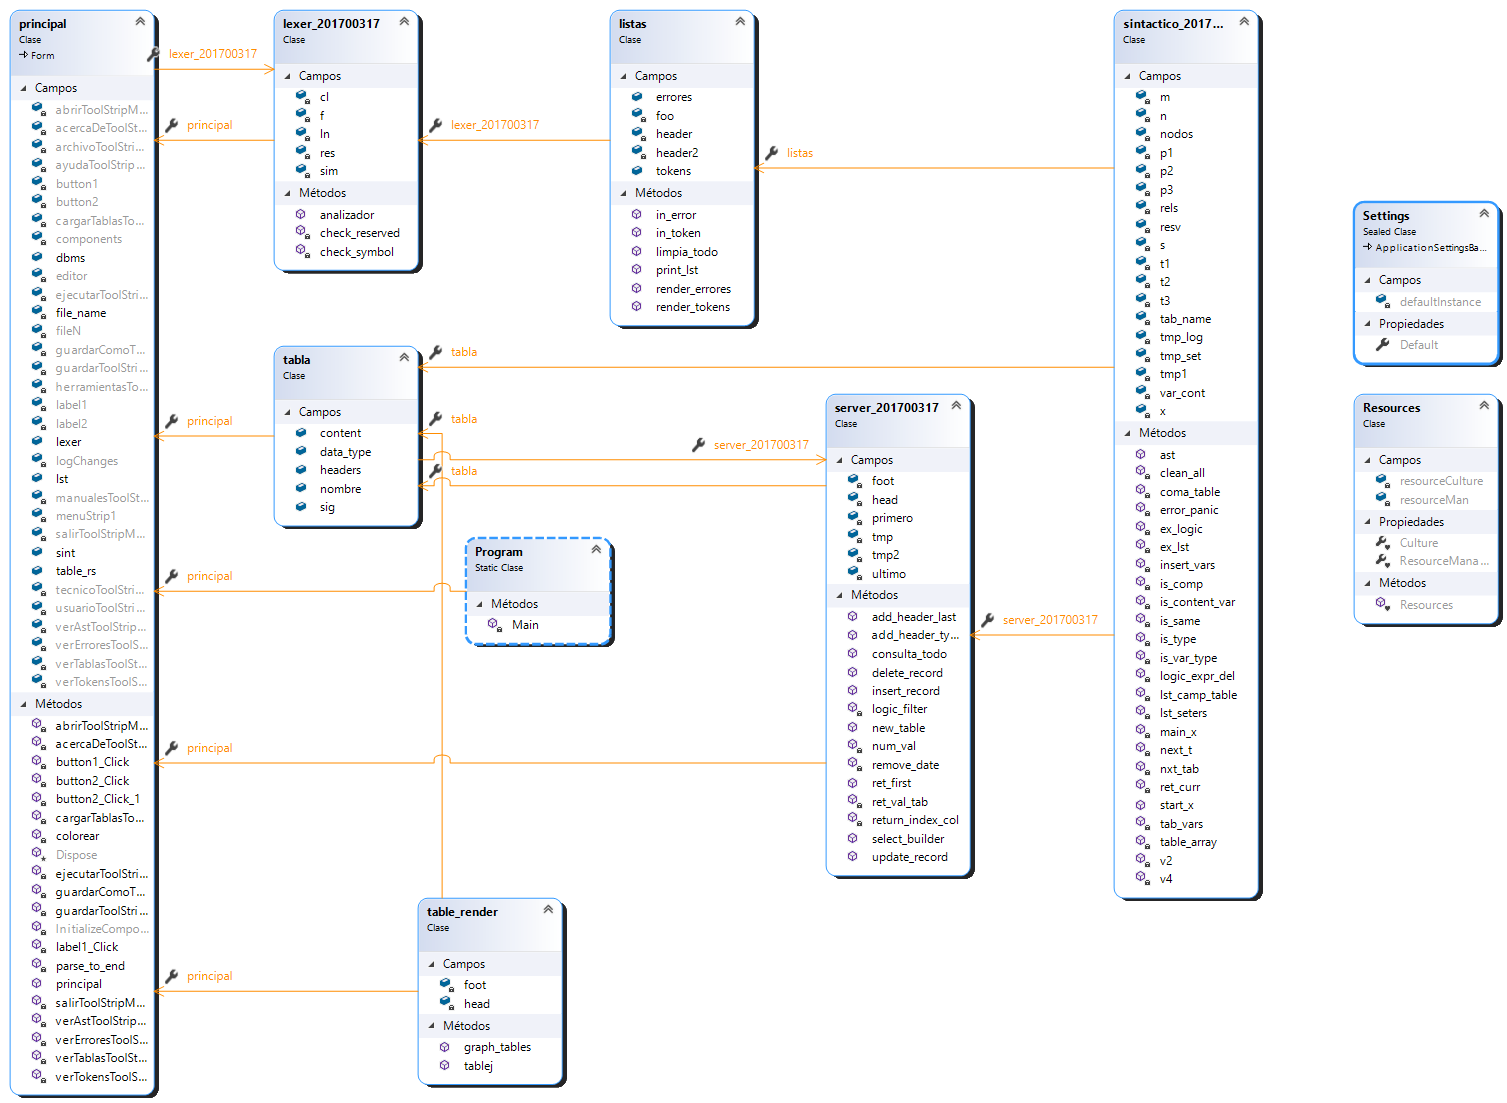 principal
Clase
Form
Campos
abrirToolStripM...
acercaDeToolSt...
archivoToolStri...
ayudaToolStrip...
button1
button2
cargarTablasTo...
components
dbms
editor
ejecutarToolStri...
file_name
fileN
guardarComoT...
guardarToolStri...
herramientasTo...
label1
label2
lexer
logChanges
lst
manualesToolSt...
menuStrip1
salirToolStripM...
sint
table_rs
tecnicoToolStri...
usuarioToolStri...
verAstToolStrip...
verErroresToolS...
verTablasToolSt...
verTokensToolS...
Métodos
abrirToolStripM...
acercaDeToolSt...
button1_Click
button2_Click
button2_Click_1
cargarTablasTo...
colorear
Dispose
ejecutarToolStri...
guardarComoT...
guardarToolStri...
InitializeCompo...
label1_Click
parse_to_end
principal
salirToolStripM...
verAstToolStrip...
verErroresToolS...
verTablasToolSt...
verTokensToolS...
lexer_201700317
principal
principal
principal
principal
principal
lexer_201700317
Clase
Campos
cl
f
ln
res
sim
Métodos
analizador
check_reserved
check_symbol
lexer_201700317
tabla
Clase
Campos
content
data_type
headers
nombre
sig
tabla
tabla
tabla
server_201700317
Program
Static Clase
Métodos
Main
table_render
Clase
Campos
foot
head
Métodos
graph_tables
tablej
listas
Clase
Campos
errores
foo
header
header2
tokens
Métodos
in_error
in_token
limpia_todo
print_lst
render_errores
render_tokens
listas
server_201700317
Clase
Campos
foot
head
primero
tmp
tmp2
ultimo
Métodos
add_header_last
add_header_ty...
consulta_todo
delete_record
insert_record
logic_filter
new_table
num_val
remove_date
ret_first
ret_val_tab
return_index_col
select_builder
update_record
server_201700317
sintactico_2017...
Clase
Campos
m
n
nodos
p1
p2
p3
rels
resv
s
t1
t2
t3
tab_name
tmp_log
tmp_set
tmp1
var_cont
x
Métodos
ast
clean_all
coma_table
error_panic
ex_logic
ex_lst
insert_vars
is_comp
is_content_var
is_same
is_type
is_var_type
logic_expr_del
lst_camp_table
lst_seters
main_x
next_t
nxt_tab
ret_curr
start_x
tab_vars
table_array
v2
v4
Settings
Sealed Clase
ApplicationSettingsBa...
Campos
defaultInstance
Propiedades
Default
Resources
Clase
Campos
resourceCulture
resourceMan
Propiedades
Culture
ResourceMana...
Métodos
Resources